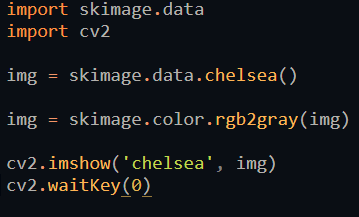 import skimage.data
import cv2
img = skimage.data.chelsea()
img = skimage.color.rgb2gray(img)
cv2.imshow('chelsea', img)
cv2.waitKey(0)